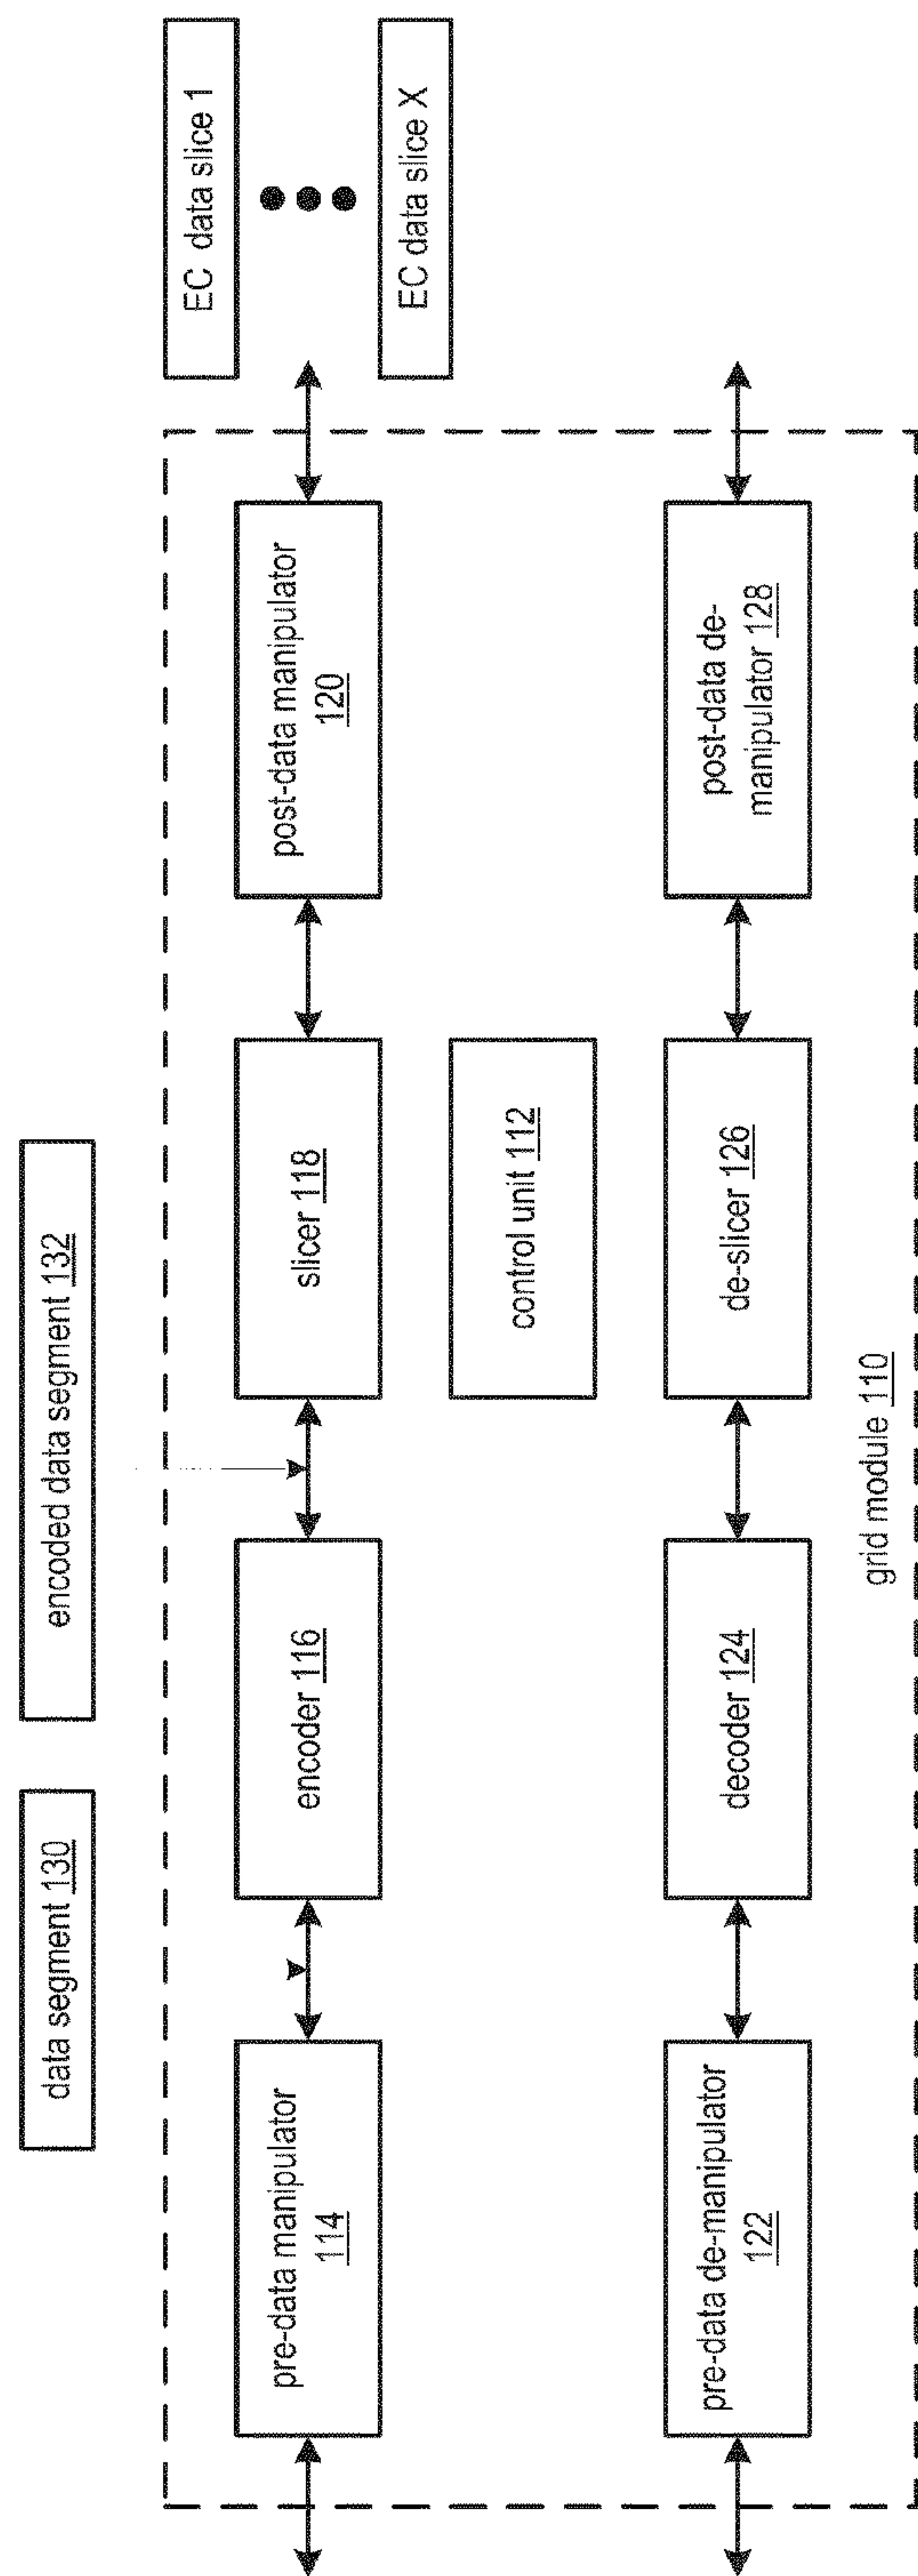 data segment 130
encoded data segment 132
EC data slice 1
EC data slice X
pre-data manipulator
114
encoder 116
slicer 118
post-data manipulator
120
control unit 112
pre-data de-manipulator
122
decoder 124
de-slicer 126
post-data de-
manipulator 128
grid module 110